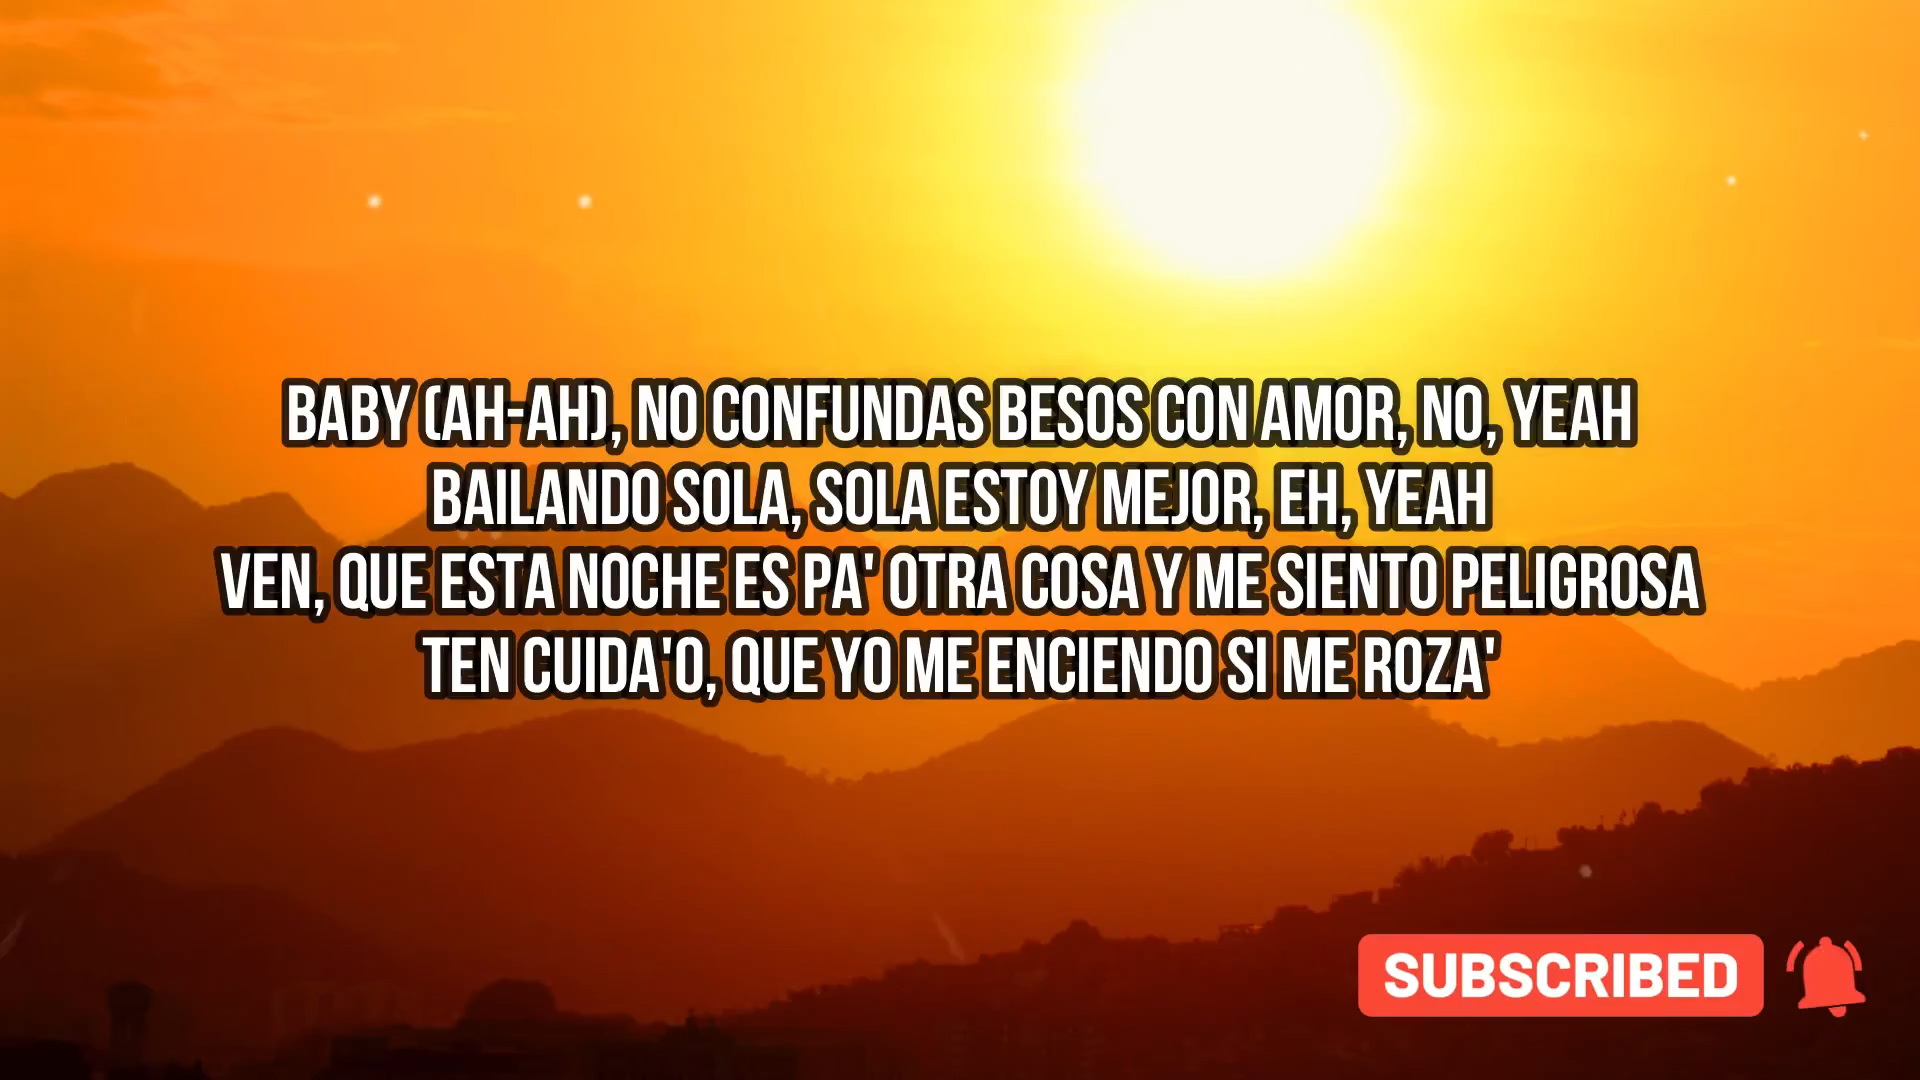 BABY (AH-AH), NO CONFUNDAS BESOS CON AMOR, NO, YEAH
BAILANDO SOLA, SOLA ESTOY MEJOR, EH, YEAH
VEN, QUE ESTA NOCHE ES PA' OTRA COSA Y ME SIENTO PELIGROSA
TEN CUIDA'O, QUE YO ME ENCIENDO SI ME ROZA'
SUBSCRIBED